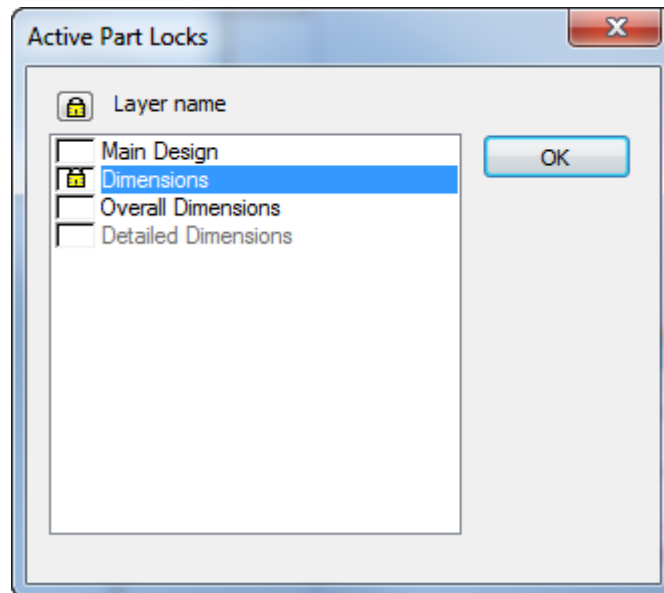 Active Part Locks
Layer name
Main Design
OK
Dimensions
Overall Dimensions
Detailed Dimensions